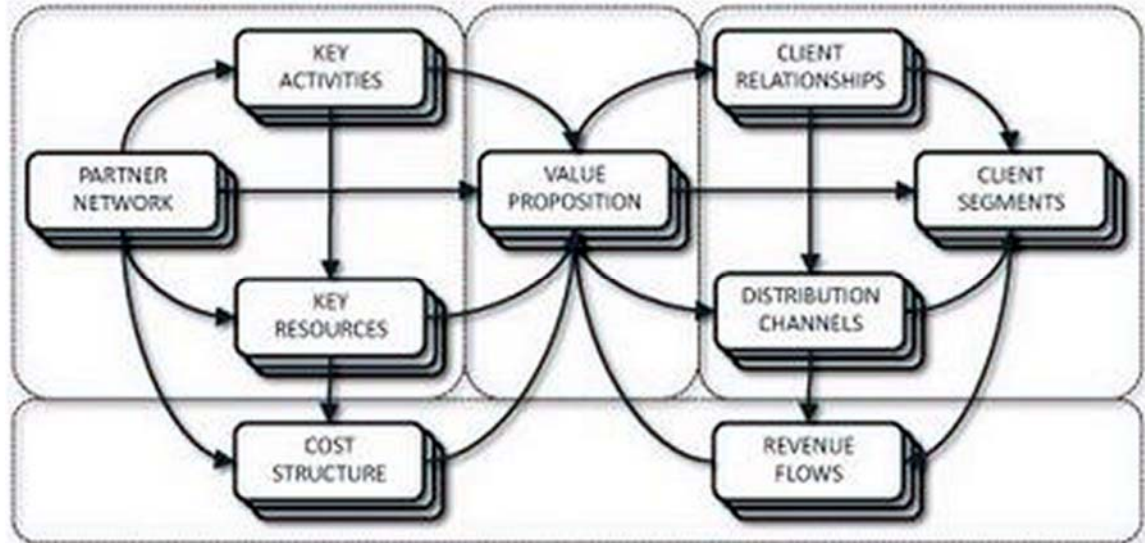 KEY
ACTIVITIES
CLIENT
RELATIONSHIPS
PARTNER
NETWORK
VALUE
PROPOSITION
CLIENT
SEGMENTS
KEY
RESOURCES
DISTRIBUTION
CHANNELS
COST
STRUCTURE
REVENUE
FLOWS